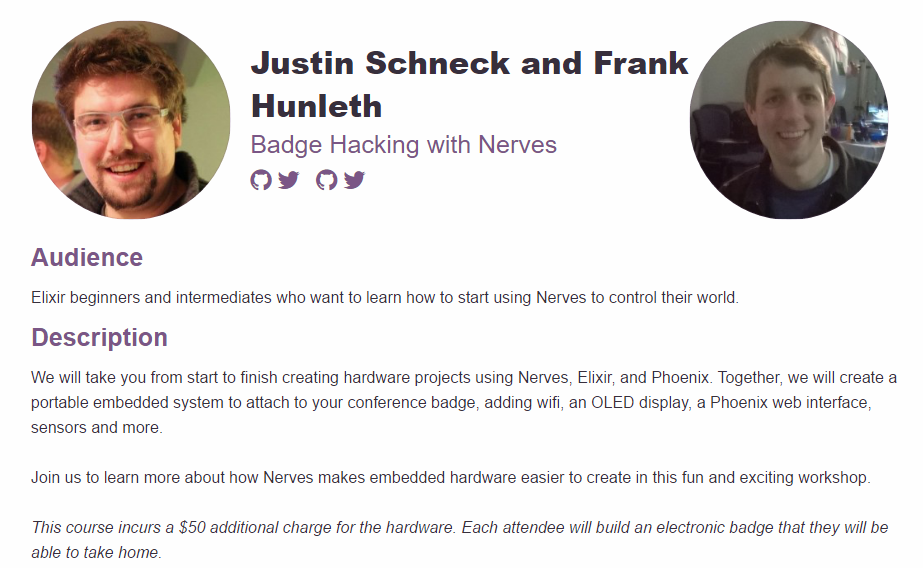 Justin Schneck and Frank
Hunleth
Badge Hacking with Nerves
Audience
Elixir beginners and intermediates who want to learn how to start using Nerves to control their world.
Description
We will take you from start to finish creating hardware projects using Nerves, Elixir, and Phoenix. Together, we will create a
portable embedded system to attach to your conference badge, adding wifi, an OLED display, a Phoenix web interface,
sensors and more.
Join us to learn more about how Nerves makes embedded hardware easier to create in this fun and exciting workshop.
This course incurs a $50 additional charge for the hardware. Each attendee will build an electronic badge that they will be
able to take home.